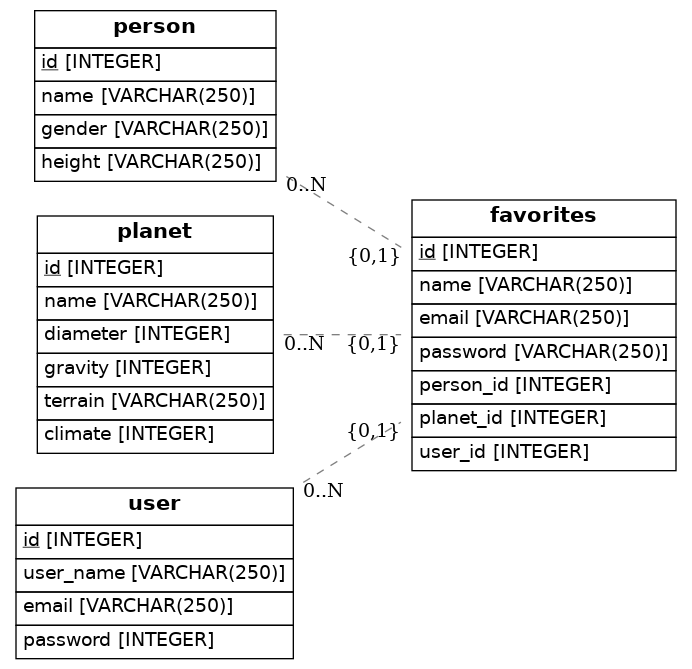 person
id [INTEGER]
name [VARCHAR(250)]
gender [VARCHAR(250)]
height [VARCHAR(250)]
0..N
{0,1}
planet
id [INTEGER]
name [VARCHAR(250)]
diameter [INTEGER]
gravity [INTEGER]
terrain [VARCHAR(250)]
climate [INTEGER]
0..N
{0,1}
favorites
id [INTEGER]
name [VARCHAR(250)]
email [VARCHAR(250)]
password [VARCHAR(250)]
person_id [INTEGER]
planet_id [INTEGER]
user_id [INTEGER]
{0,1}
0..N
user
id [INTEGER]
user_name [VARCHAR(250)]
email [VARCHAR(250)]
password [INTEGER]